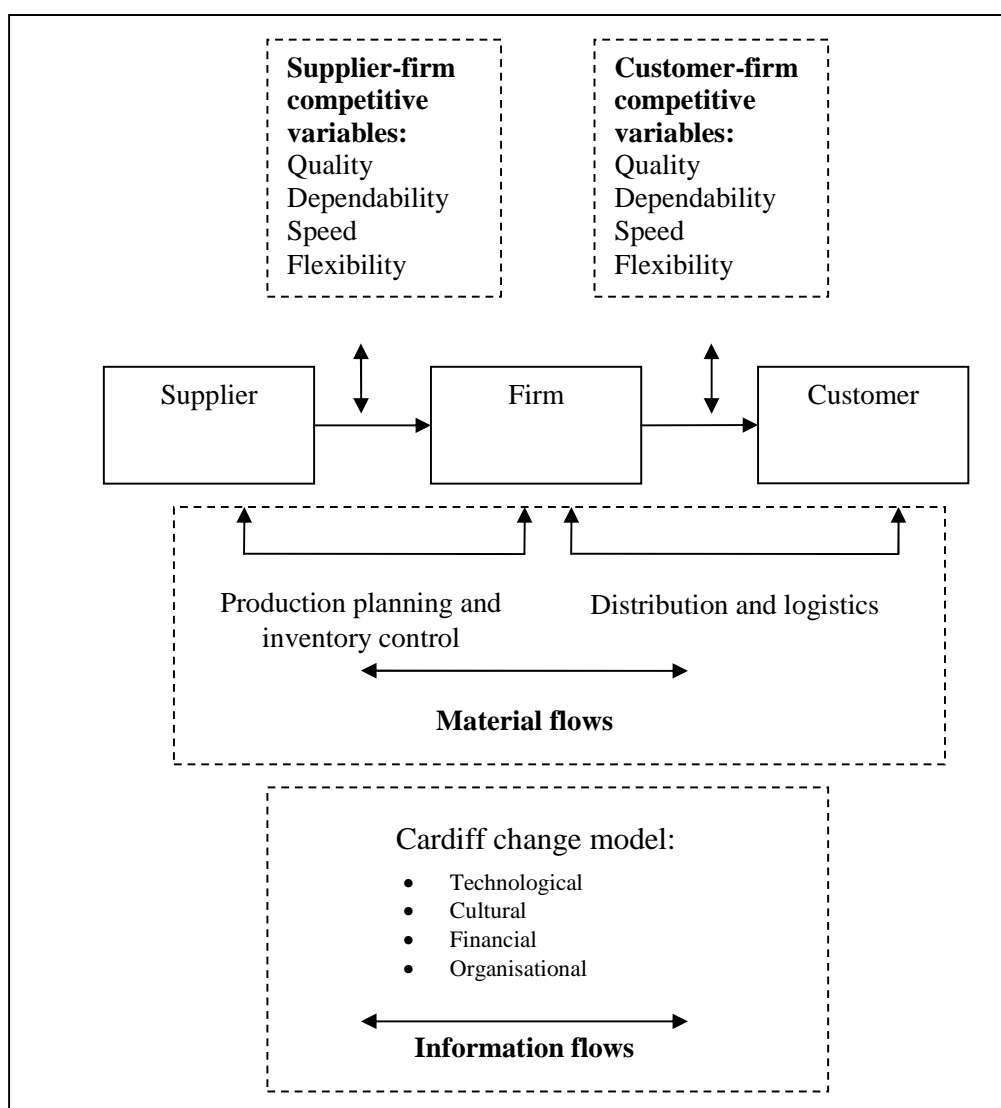 Supplier-firm
competitive
variables:
Quality
Dependability
Speed
Flexibility
Customer-firm
competitive
variables:
Quality
Dependability
Speed
Flexibility
Supplier
Firm
Customer
Production planning and
inventory control
Distribution and logistics
Material flows
Cardiff change model:
• Technological
• Cultural
• Financial
• Organisational
Information flows